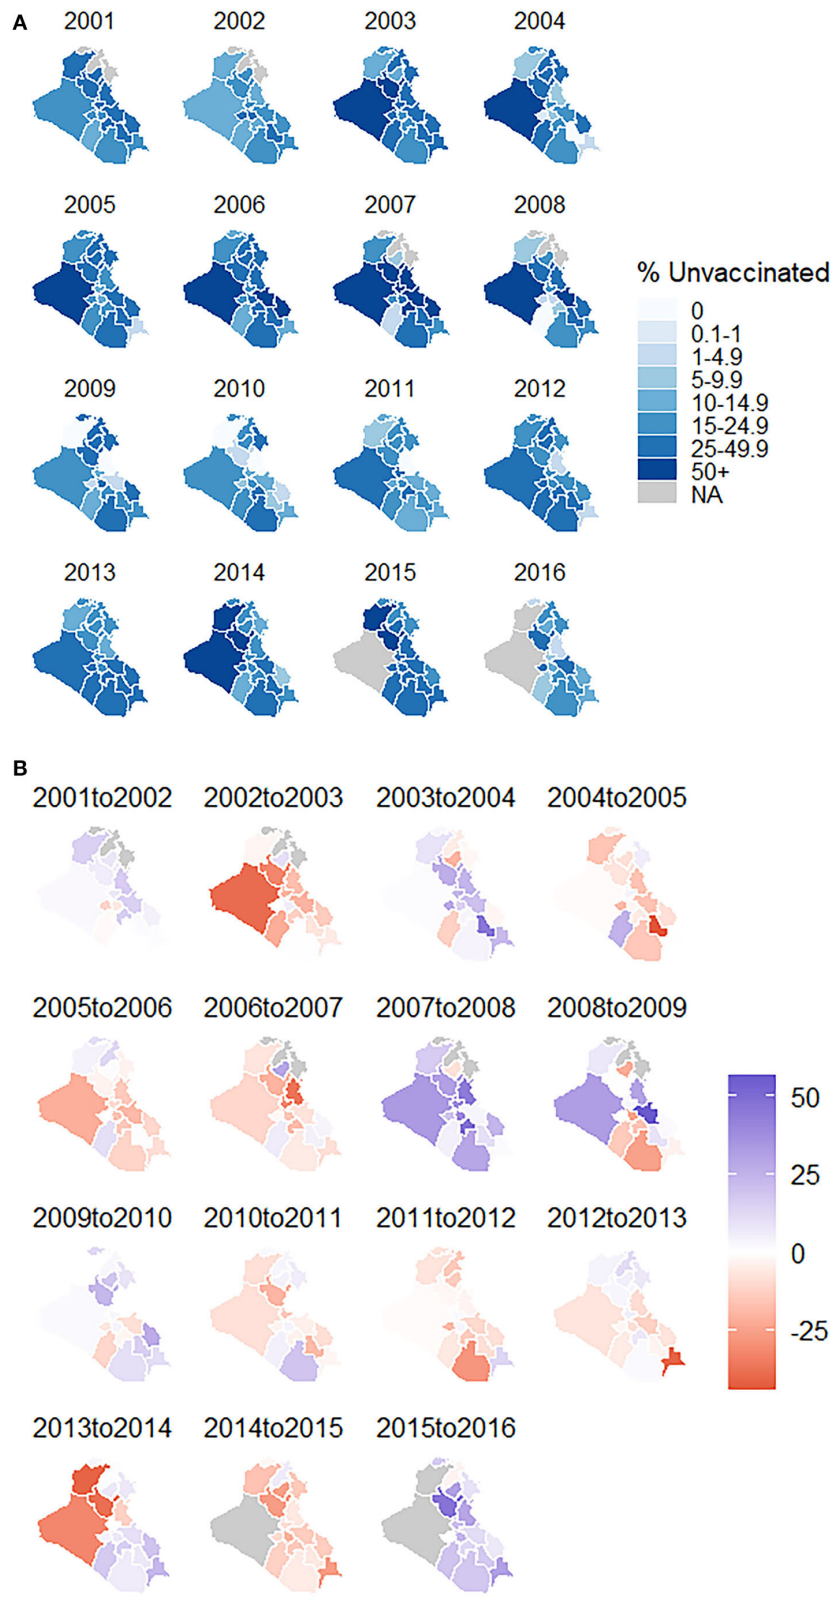 A
2001 2002 2003 2004
2005 2006 2007 2008
% Unvaccinated
0
0.1-1
1-4.9
5-9.9
10-14.9
15-24.9
25-49.9
50+
NA
2009 2010 2011 2012
2013 2014 2015 2016
B
2001to2002 2002to2003 2003to2004 2004to2005
2005to2006 2006to2007 2007to2008 2008to2009
50
25
0
-25
2009to2010 2010to2011 2011to2012 2012to2013
2013to2014 2014to2015 2015to2016